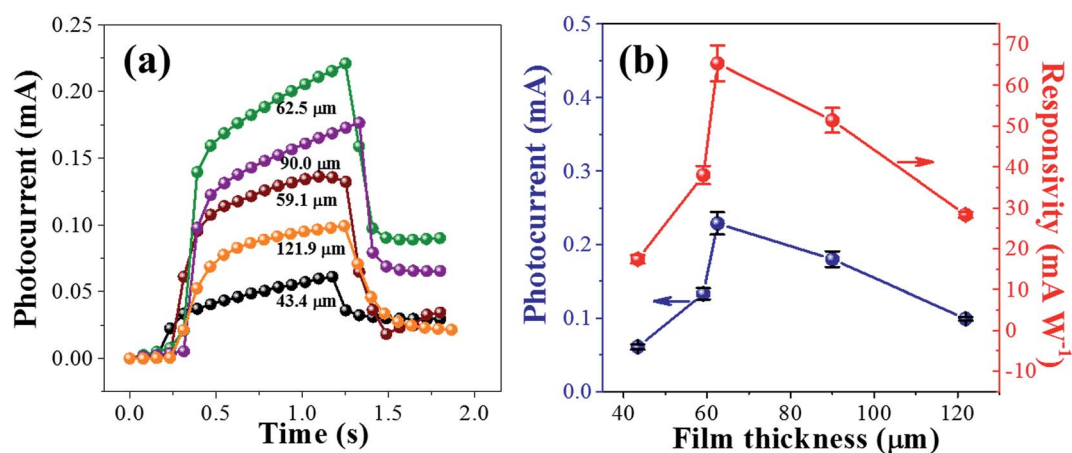 (a)
Photocurrent (mA)
0.25
0.20
0.15
0.10
0.05
0.00
62.5 μm
90.0 μm
59.1 μm
121.9 μm
43.4 μm
0.0 0.5 1.0 1.5 2.0
Time (s)
(b)
Photocurrent (mA)
0.5
0.4
0.3
0.2
0.1
0.0
40 60 80 100 120
Film thickness (μm)
70
60
50
40
30
20
10
0
-10
Responsivity (mA W⁻¹)